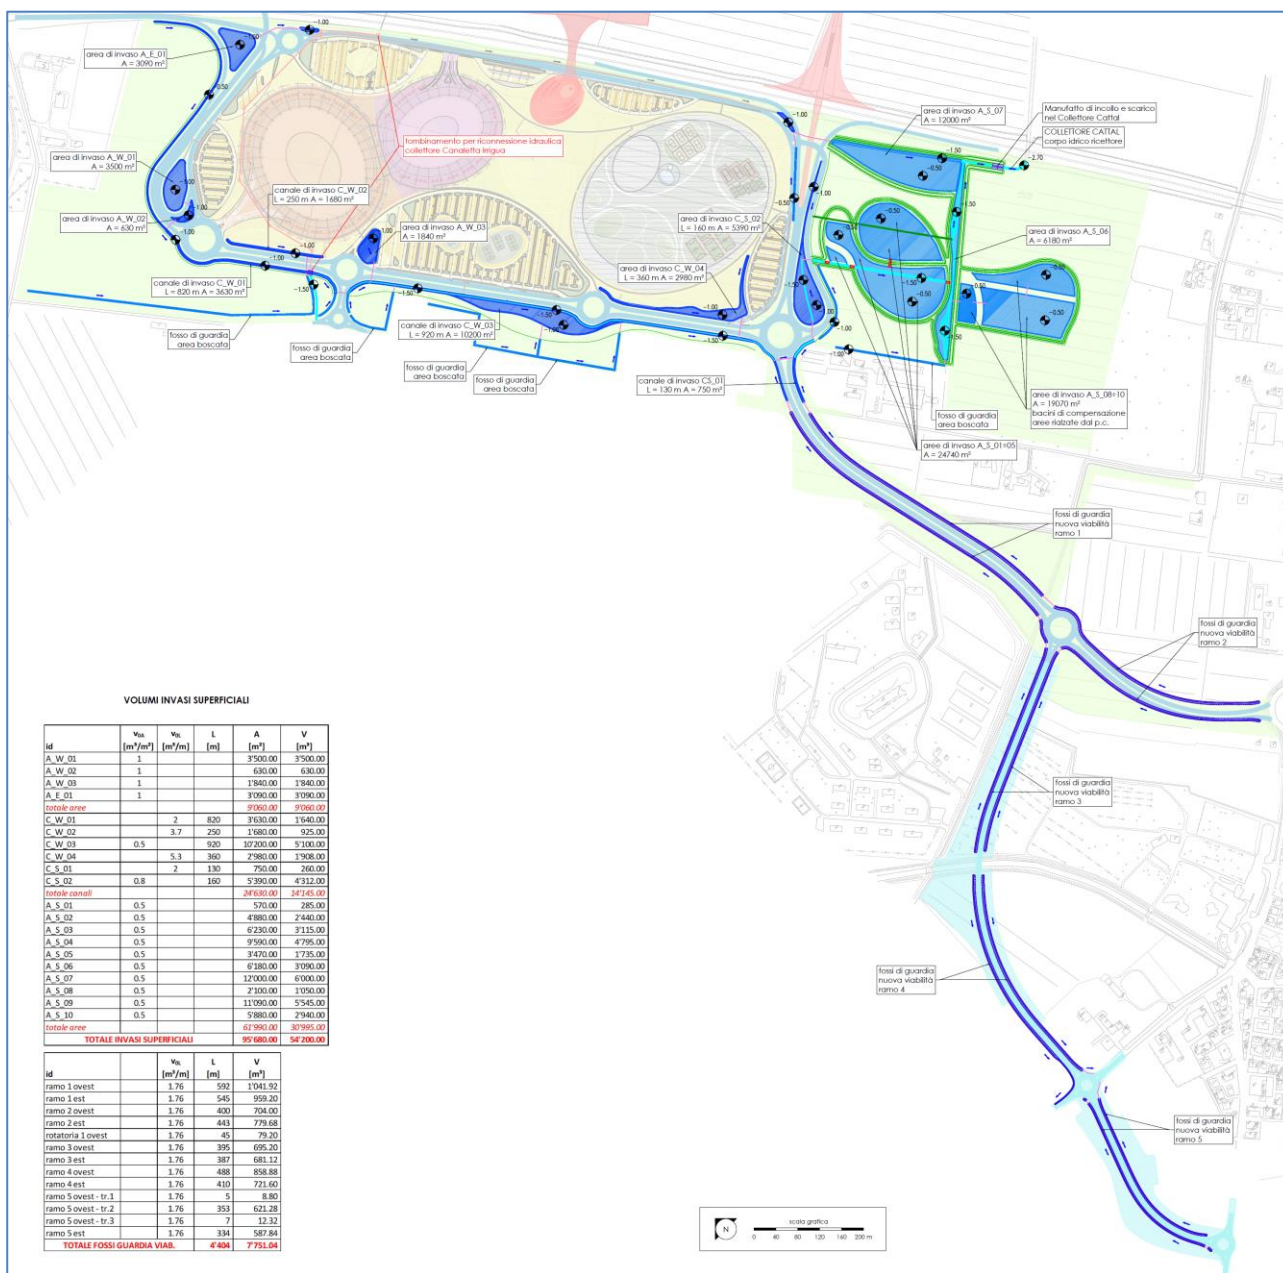 area di invaso A_E_01
A = 3090 m²
area di invaso A_W_01
A = 3500 m²
area di invaso A_W_02
A = 630 m²
canale di invaso C_W_02
L = 250 m A = 1680 m²
tombinamento per riconnessione idraulica
collettore Canaletta Irrigua
area di invaso A_W_03
A = 1840 m²
canale di invaso C_W_01
L = 820 m A = 3630 m²
fosso di guardia
area boscata
fosso di guardia
area boscata
canale di invaso C_W_03
L = 920 m A = 10200 m²
fosso di guardia
area boscata
fosso di guardia
area boscata
area di invaso C_S_02
L = 160 m A = 5390 m²
area di invaso C_W_04
L = 360 m A = 2980 m²
canale di invaso CS_01
L = 130 m A = 750 m²
area di invaso A_S_07
A = 12000 m²
Manufatto di incollo e scarico
nel Collettore Cattal
COLLETTORE CATTAL
corpo idrico ricettore
-2.70
area di invaso A_S_06
A = 6180 m²
aree di invaso A_S_08÷10
A = 19070 m²
bacini di compensazione
aree rialzate dal p.c.
fosso di guardia
area boscata
aree di invaso A_S_01÷05
A = 24740 m²
fossi di guardia
nuova viabilità
ramo 1
fossi di guardia
nuova viabilità
ramo 2
fossi di guardia
nuova viabilità
ramo 3
fossi di guardia
nuova viabilità
ramo 4
fossi di guardia
nuova viabilità
ramo 5
VOLUMI INVASI SUPERFICIALI
id v₀A [m³/m²] v₀L [m³/m] L [m] A [m²] V [m³]
A_W_01 1 3'500.00 3'500.00
A_W_02 1 630.00 630.00
A_W_03 1 1'840.00 1'840.00
A_E_01 1 3'090.00 3'090.00
totale aree 9'060.00 9'060.00
C_W_01 2 820 3'630.00 1'640.00
C_W_02 3.7 250 1'680.00 925.00
C_W_03 0.5 920 10'200.00 5'100.00
C_W_04 5.3 360 2'980.00 1'908.00
C_S_01 2 130 750.00 260.00
C_S_02 0.8 160 5'390.00 4'312.00
totale canali 24'630.00 14'145.00
A_S_01 0.5 570.00 285.00
A_S_02 0.5 4'880.00 2'440.00
A_S_03 0.5 6'230.00 3'115.00
A_S_04 0.5 9'590.00 4'795.00
A_S_05 0.5 3'470.00 1'735.00
A_S_06 0.5 6'180.00 3'090.00
A_S_07 0.5 12'000.00 6'000.00
A_S_08 0.5 2'100.00 1'050.00
A_S_09 0.5 11'090.00 5'545.00
A_S_10 0.5 5'880.00 2'940.00
totale aree 61'990.00 30'995.00
TOTALE INVASI SUPERFICIALI 95'680.00 54'200.00
id v₀L [m³/m] L [m] V [m³]
ramo 1 ovest 1.76 592 1'041.92
ramo 1 est 1.76 545 959.20
ramo 2 ovest 1.76 400 704.00
ramo 2 est 1.76 443 779.68
rotatoria 1 ovest 1.76 45 79.20
ramo 3 ovest 1.76 395 695.20
ramo 3 est 1.76 387 681.12
ramo 4 ovest 1.76 488 858.88
ramo 4 est 1.76 410 721.60
ramo 5 ovest - tr.1 1.76 5 8.80
ramo 5 ovest - tr.2 1.76 353 621.28
ramo 5 ovest - tr.3 1.76 7 12.32
ramo 5 est 1.76 334 587.84
TOTALE FOSSI GUARDIA VIAB. 4'404 7'751.04
N
scala grafica
0 40 80 120 160 200 m